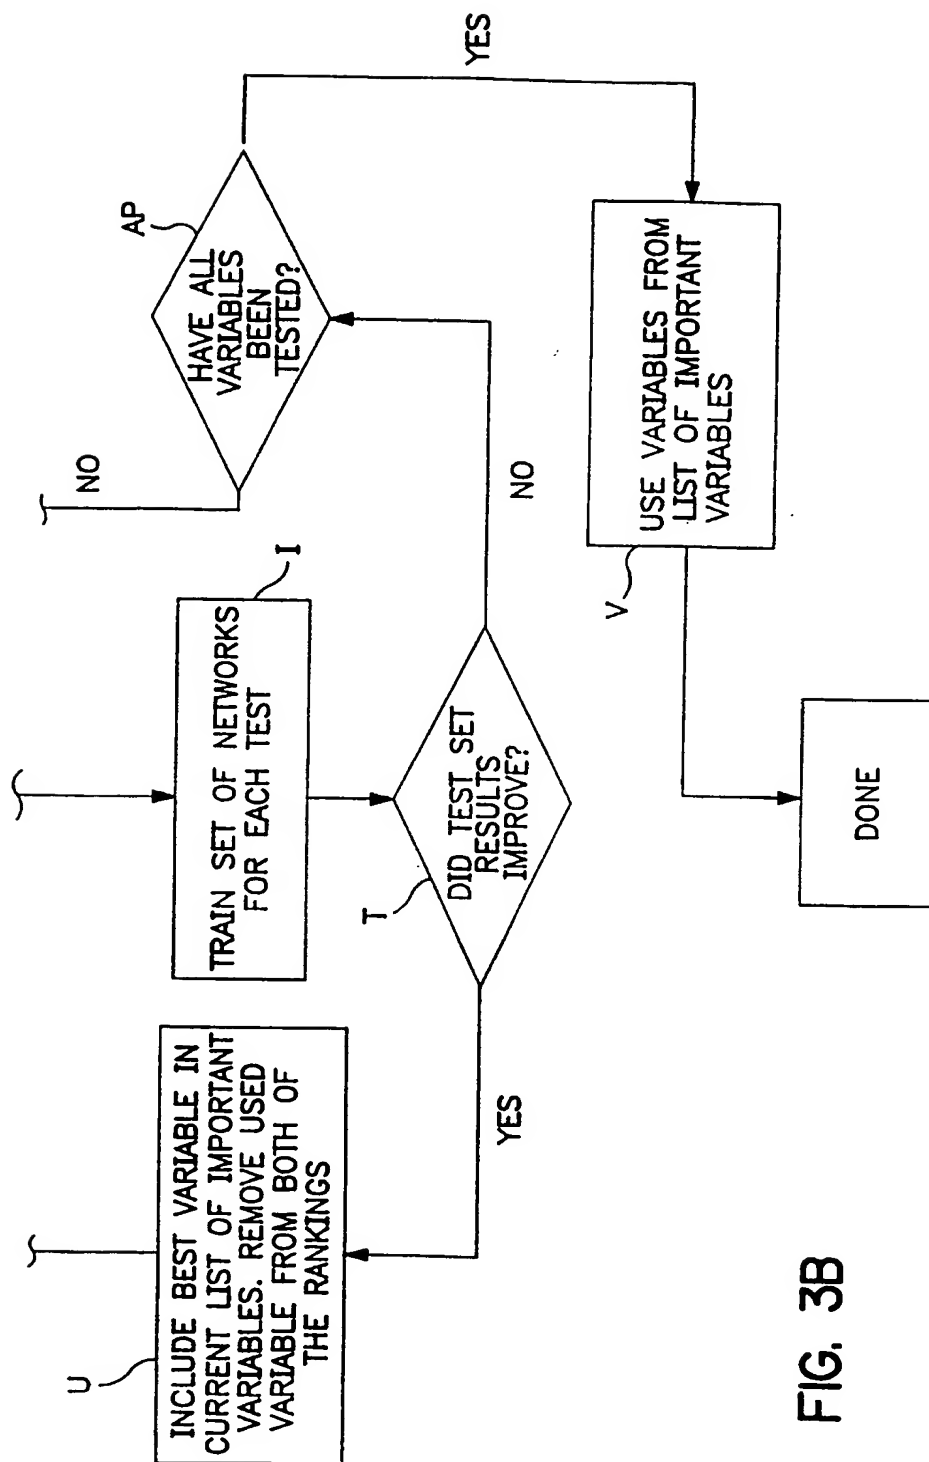 U
INCLUDE BEST VARIABLE IN
CURRENT LIST OF IMPORTANT
VARIABLES. REMOVE USED
VARIABLE FROM BOTH OF
THE RANKINGS
I
TRAIN SET OF NETWORKS
FOR EACH TEST
NO
AP
HAVE ALL
VARIABLES
BEEN
TESTED?
YES
T
DID TEST SET
RESULTS
IMPROVE?
YES
NO
V
USE VARIABLES FROM
LIST OF IMPORTANT
VARIABLES
DONE
FIG. 3B